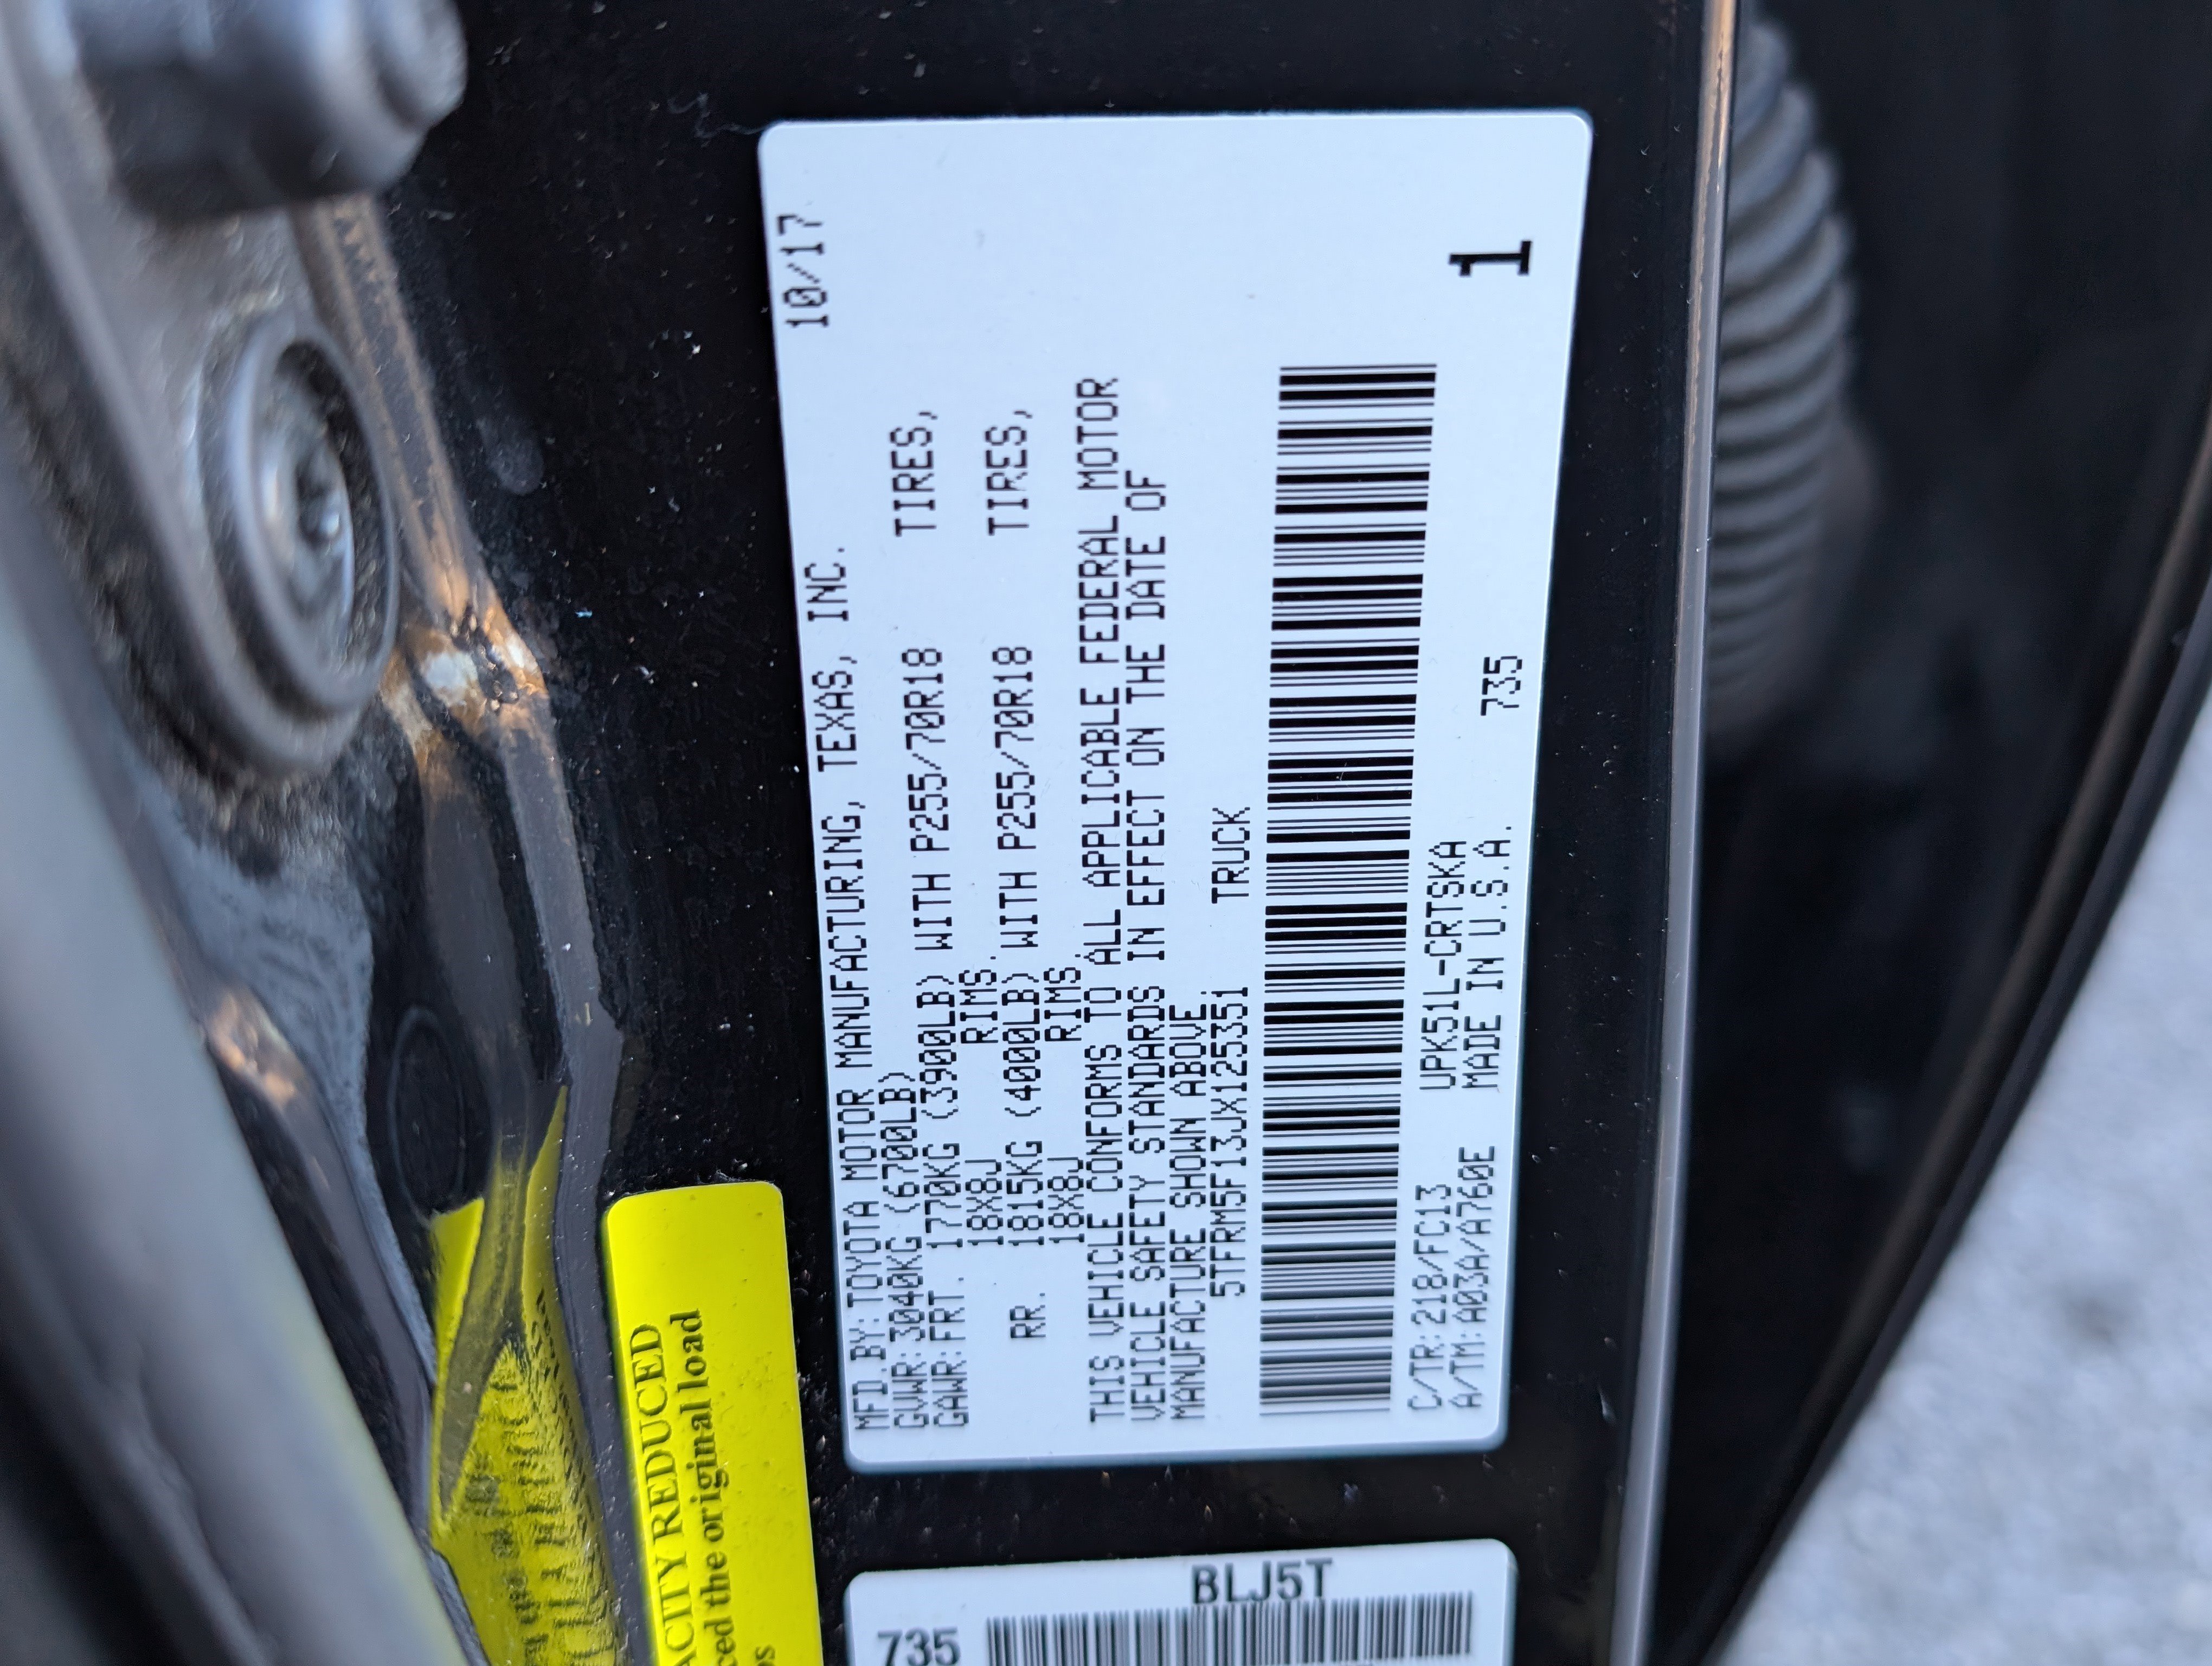 10/17
MFD.BY:TOYOTA MOTOR MANUFACTURING, TEXAS, INC.
GVWR:3040KG (6700LB)
GAWR:FRT. 1770KG (3900LB) WITH P255/70R18 TIRES,
18X8J RIMS.
RR. 1815KG (4000LB) WITH P255/70R18 TIRES,
18X8J RIMS.
THIS VEHICLE CONFORMS TO ALL APPLICABLE FEDERAL MOTOR
VEHICLE SAFETY STANDARDS IN EFFECT ON THE DATE OF
MANUFACTURE SHOWN ABOVE.
5TFRM5F13JX125351 TRUCK
C/TR:218/FC13 UPK51L-CRTSKA
A/TM:A03A/A760E MADE IN U.S.A. 735
1
ACITY REDUCED
ced the original load
os
BLJ5T
735